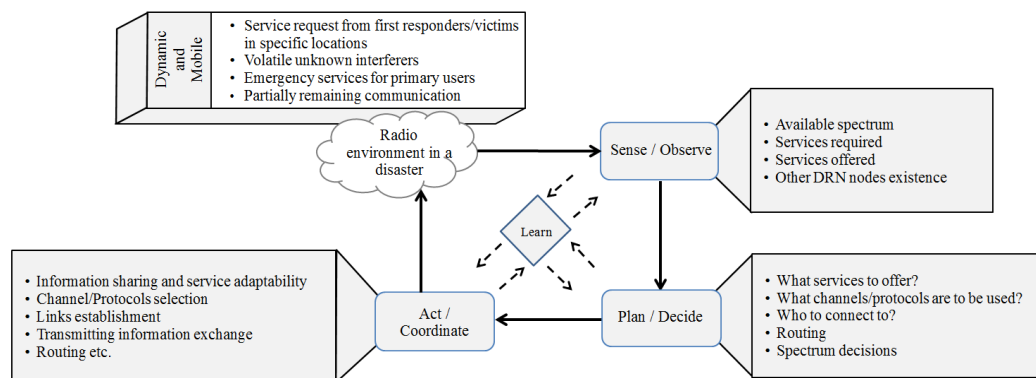 Dynamic
and
Mobile
• Service request from first responders/victims
in specific locations
• Volatile unknown interferers
• Emergency services for primary users
• Partially remaining communication
Radio
environment in a
disaster
Sense / Observe
• Available spectrum
• Services required
• Services offered
• Other DRN nodes existence
Learn
• Information sharing and service adaptability
• Channel/Protocols selection
• Links establishment
• Transmitting information exchange
• Routing etc.
Act /
Coordinate
Plan / Decide
• What services to offer?
• What channels/protocols are to be used?
• Who to connect to?
• Routing
• Spectrum decisions